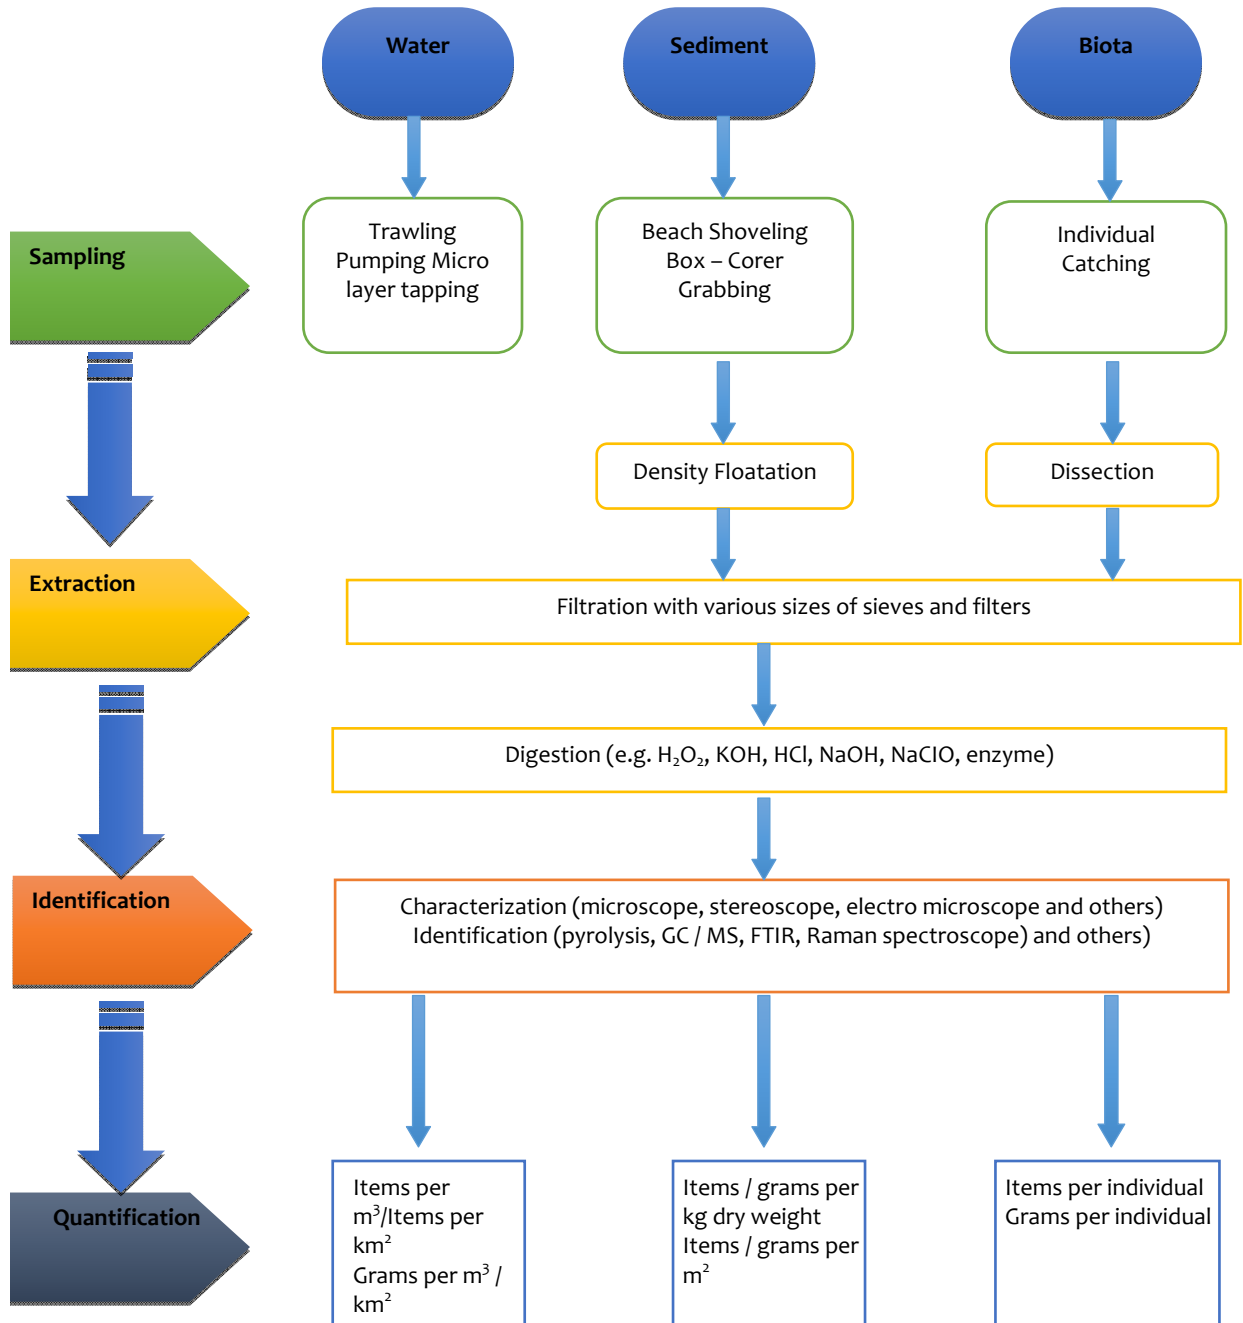 Water
Sediment
Biota
Sampling
Trawling
Pumping Micro
layer tapping
Beach Shoveling
Box – Corer
Grabbing
Individual
Catching
Density Floatation
Dissection
Extraction
Filtration with various sizes of sieves and filters
Digestion (e.g. H₂O₂, KOH, HCl, NaOH, NaClO, enzyme)
Identification
Characterization (microscope, stereoscope, electro microscope and others)
Identification (pyrolysis, GC / MS, FTIR, Raman spectroscope) and others)
Quantification
Items per
m³/Items per
km²
Grams per m³ /
km²
Items / grams per
kg dry weight
Items / grams per
m²
Items per individual
Grams per individual